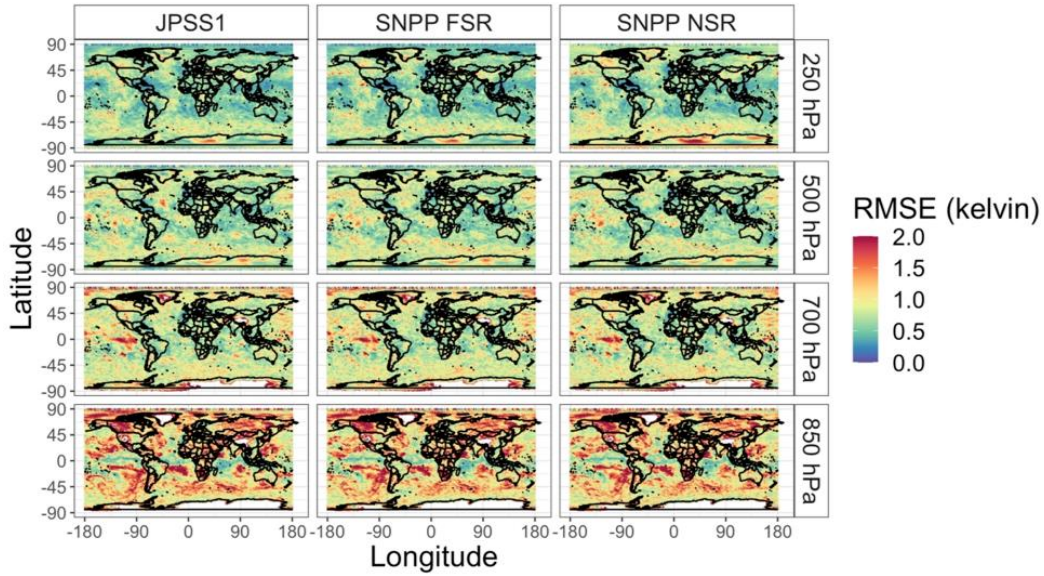 JPSS1 SNPP FSR SNPP NSR
90
45
0
-45
-90
250 hPa
90
45
0
-45
-90
500 hPa
90
45
0
-45
-90
700 hPa
90
45
0
-45
-90
850 hPa
-180 -90 0 90 180 -180 -90 0 90 180 -180 -90 0 90 180
Longitude
Latitude
RMSE (kelvin)
2.0
1.5
1.0
0.5
0.0